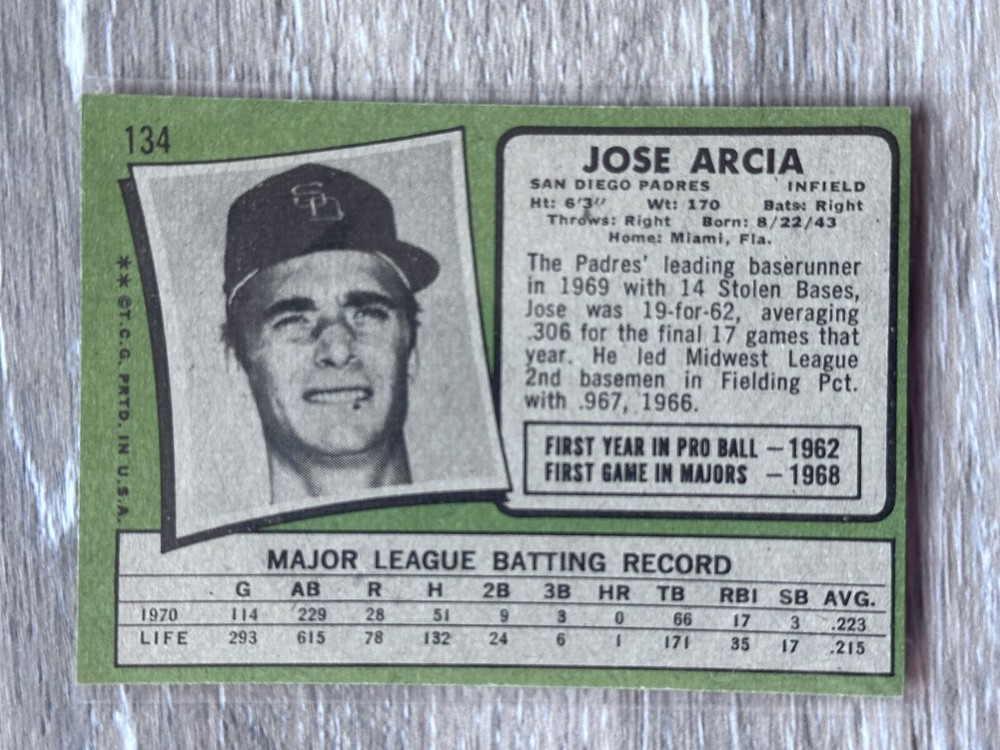 134
SD
** ©T.C.G. PRTD. IN U.S.A.
JOSE ARCIA
SAN DIEGO PADRES INFIELD
Ht: 6'3" Wt: 170 Bats: Right
Throws: Right Born: 8/22/43
Home: Miami, Fla.
The Padres' leading baserunner
in 1969 with 14 Stolen Bases,
Jose was 19-for-62, averaging
.306 for the final 17 games that
year. He led Midwest League
2nd basemen in Fielding Pct.
with .967, 1966.
FIRST YEAR IN PRO BALL – 1962
FIRST GAME IN MAJORS – 1968
MAJOR LEAGUE BATTING RECORD
G AB R H 2B 3B HR TB RBI SB AVG.
1970 114 229 28 51 9 3 0 66 17 3 .223
LIFE 293 615 78 132 24 6 1 171 35 17 .215